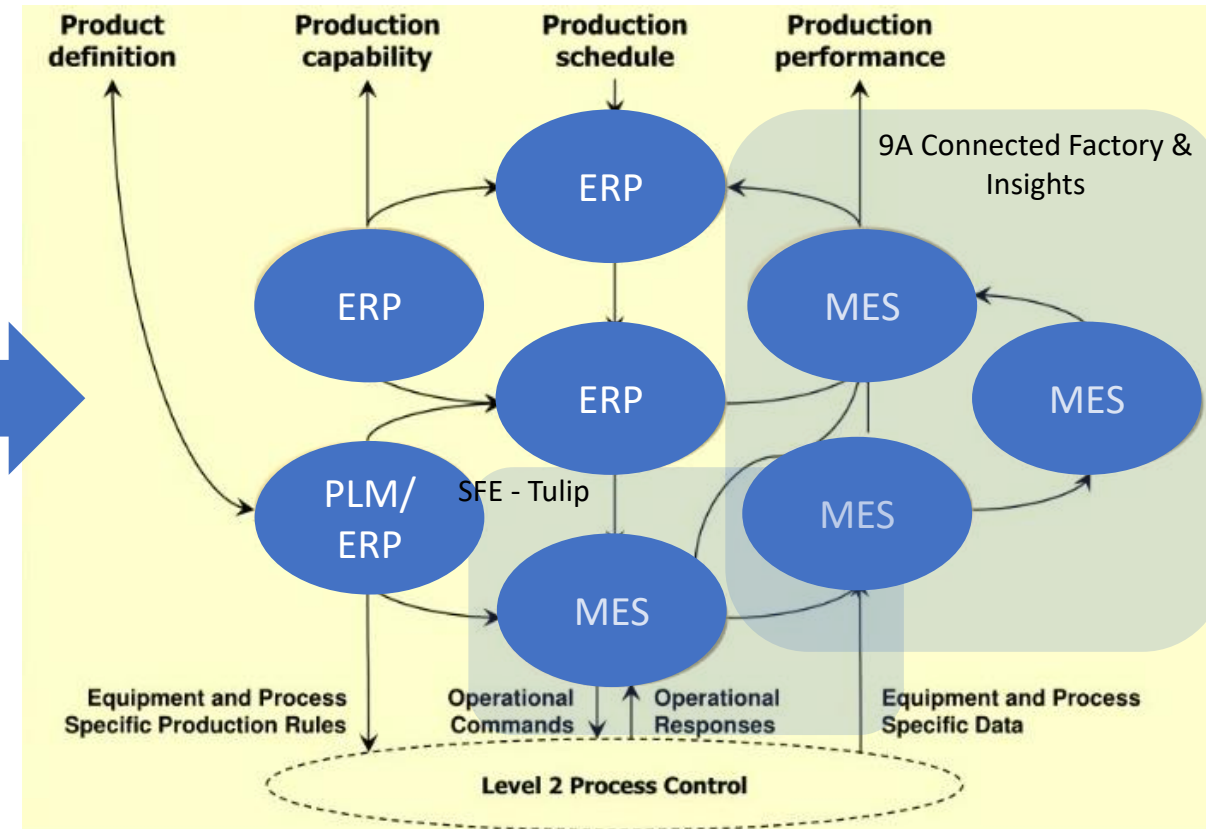 Product
definition
Production
capability
Production
schedule
Production
performance
9A Connected Factory &
Insights
ERP
ERP
MES
ERP
MES
PLM/
ERP
SFE - Tulip
MES
MES
Equipment and Process
Specific Production Rules
Operational
Commands
Operational
Responses
Equipment and Process
Specific Data
Level 2 Process Control